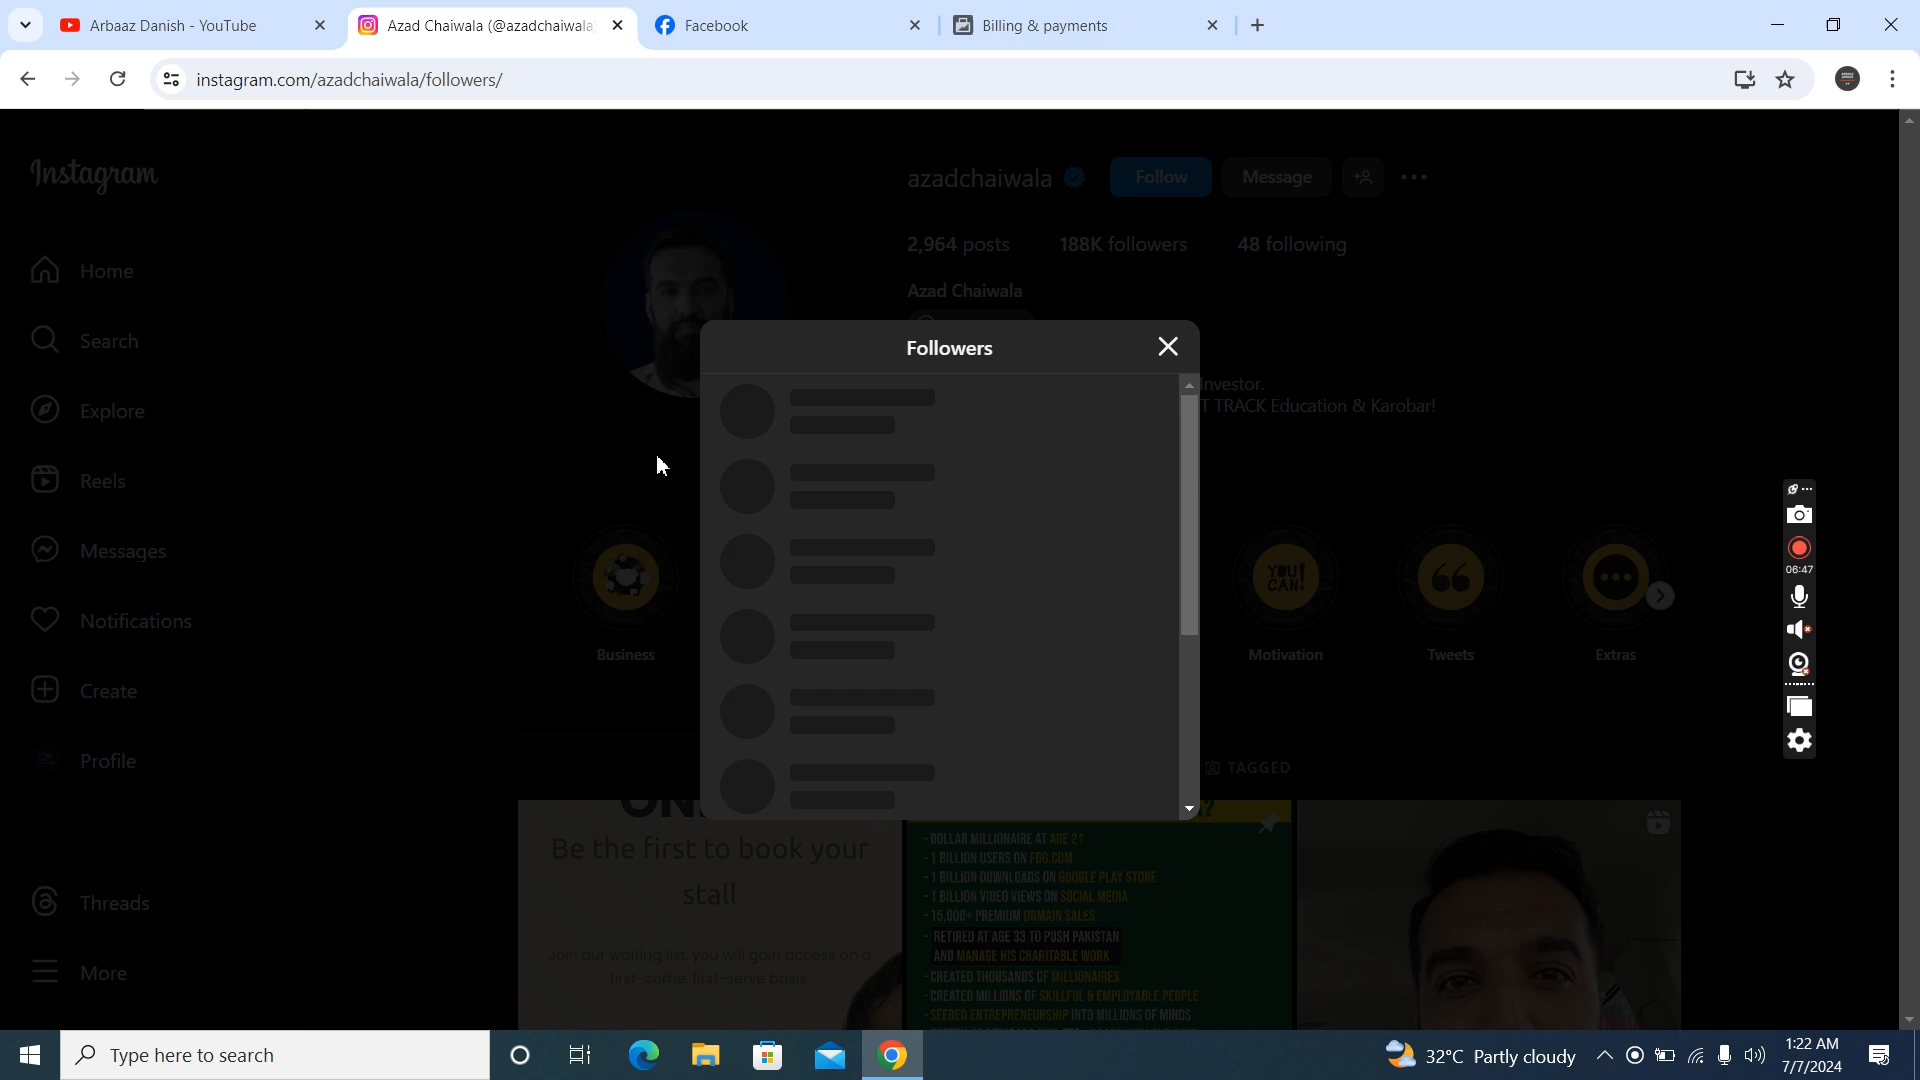 Arbaaz Danish - YouTube
Azad Chaiwala (@azadchaiwala)
Facebook
Billing & payments
instagram.com/azadchaiwala/followers/
Instagram
azadchaiwala
Follow
Message
2,964 posts
188K followers
48 following
Azad Chaiwala
Followers
Investor.
T TRACK Education & Karobar!
Home
Search
Explore
Reels
Messages
Notifications
Create
Profile
Threads
More
YOU CAN!
Business
Motivation
Tweets
Extras
TAGGED
Be the first to book your
stall
Join our waiting list, you will gain access on a
first-come, first-serve basis.
- DOLLAR MILLIONAIRE AT AGE 21
- 1 BILLION USERS ON FOG.COM
- 1 BILLION DOWNLOADS ON GOOGLE PLAY STORE
- 1 BILLION VIDEO VIEWS ON SOCIAL MEDIA
- 15,000+ PREMIUM DOMAIN SALES
- RETIRED AT AGE 33 TO PUSH PAKISTAN
AND MANAGE HIS CHARITABLE WORK
- CREATED THOUSANDS OF MILLIONAIRES
- CREATED MILLIONS OF SKILLFUL & EMPLOYABLE PEOPLE
- SEEDED ENTREPRENEURSHIP INTO MILLIONS OF MINDS
06:47
Type here to search
32°C Partly cloudy
1:22 AM
7/7/2024